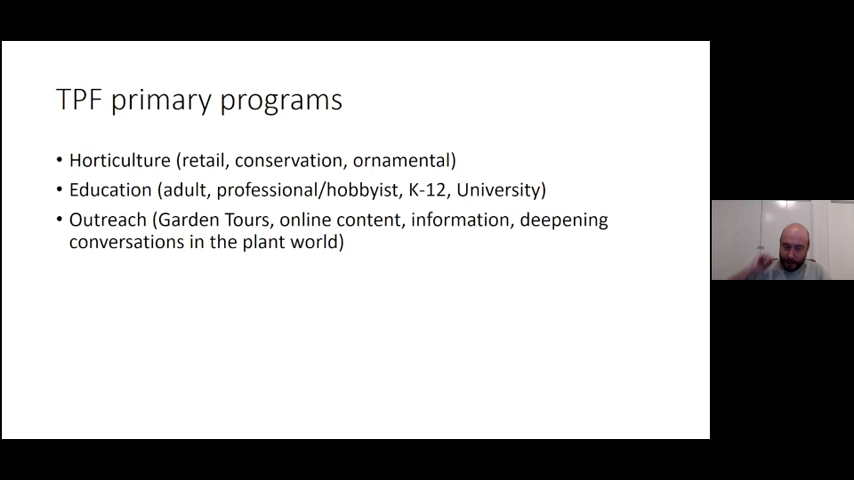 TPF primary programs
• Horticulture (retail, conservation, ornamental)
• Education (adult, professional/hobbyist, K-12, University)
• Outreach (Garden Tours, online content, information, deepening
conversations in the plant world)